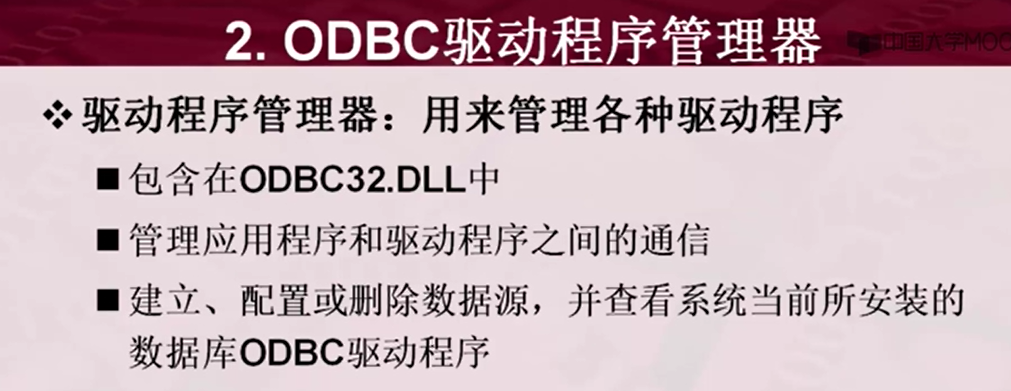 2. ODBC驱动程序管理器
中国大学MOO
驱动程序管理器：用来管理各种驱动程序
包含在ODBC32.DLL中
管理应用程序和驱动程序之间的通信
建立、配置或删除数据源，并查看系统当前所安装的
数据库ODBC驱动程序